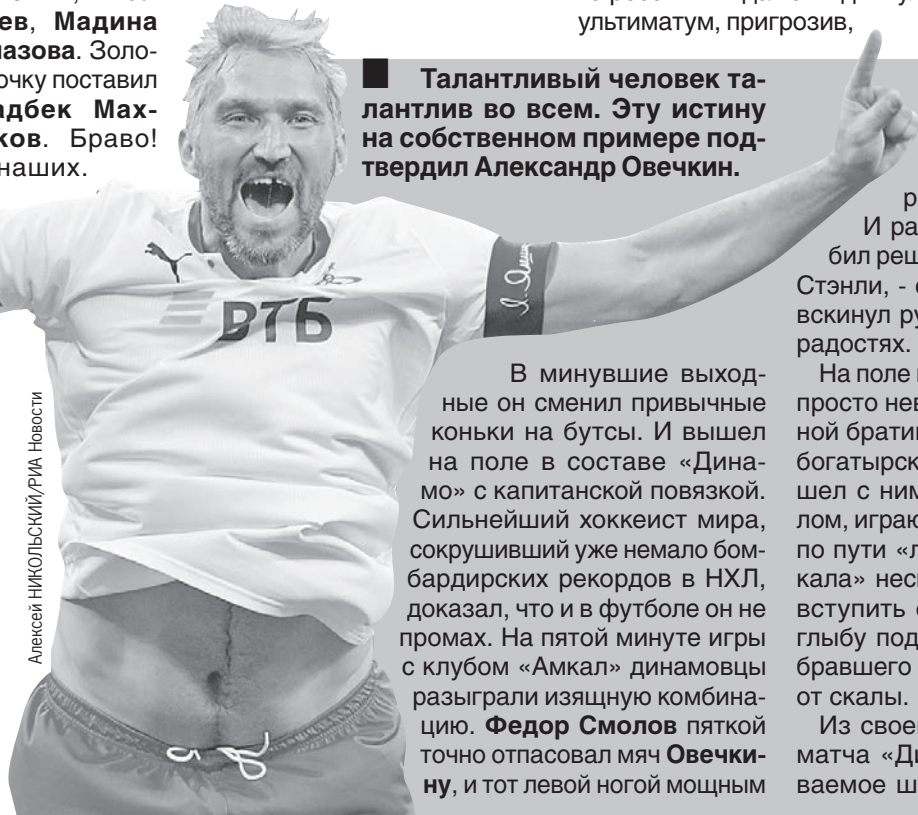 ев, Мадина
азова. Золо-
очку поставил
адбек Мах-
ков. Браво!
наших.
ультиматум, пригрозив,
■ Талантливый человек та-
лантлив во всем. Эту истину
на собственном примере под-
твердил Александр Овечкин.
ВТБ
Алексей НИКОЛЬСКИЙ/РИА Новости
В минувшие выход-
ные он сменил привычные
коньки на бутсы. И вышел
на поле в составе «Дина-
мо» с капитанской повязкой.
Сильнейший хоккеист мира,
сокрушивший уже немало бом-
бардирских рекордов в НХЛ,
доказал, что и в футболе он не
промах. На пятой минуте игры
с клубом «Амкал» динамовцы
разыграли изящную комбина-
цию. Федор Смолов пяткой
точно отпасовал мяч Овечки-
ну, и тот левой ногой мощным
И ра
бил реш
Стэнли, -
вскинул ру
радостях.
На поле
просто нев
ной брати
богатырск
шел с ним
лом, играю
по пути «л
кала» нес
вступить
глыбу под
бравшего
от скалы.
Из свое
матча «Ди
ваемое ш